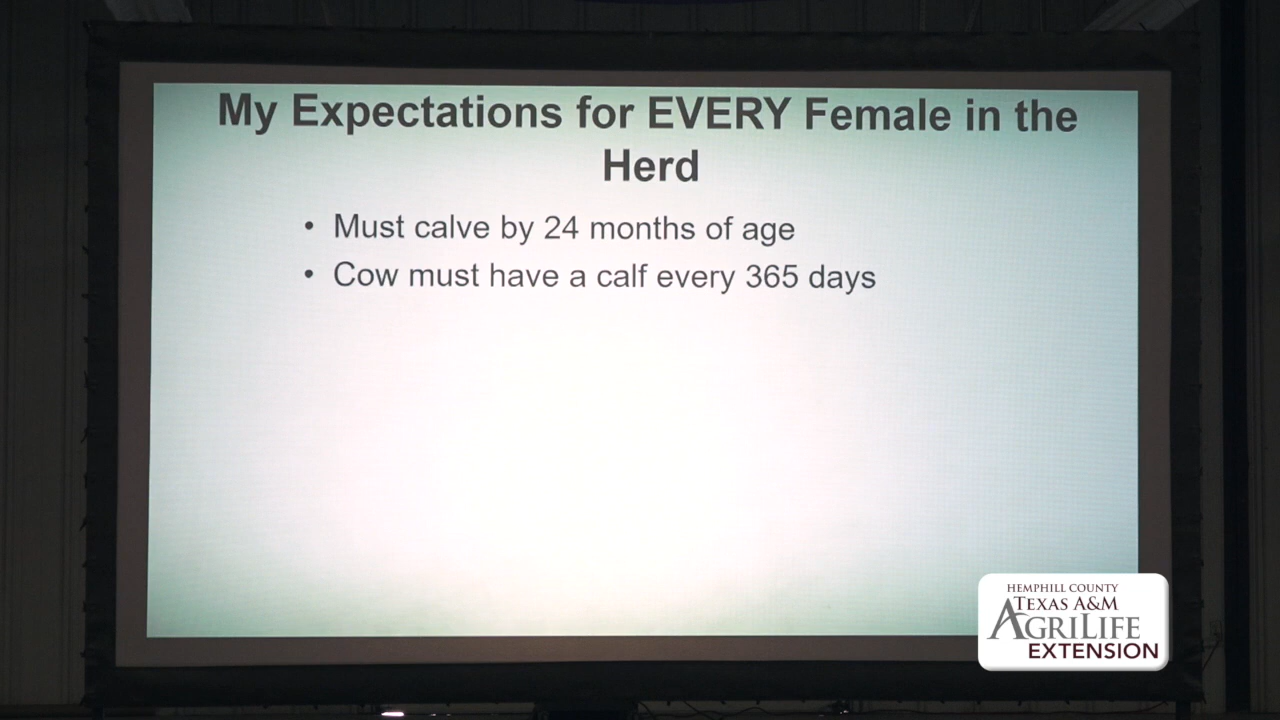 My Expectations for EVERY Female in the
Herd
• Must calve by 24 months of age
• Cow must have a calf every 365 days
HEMPHILL COUNTY
TEXAS A&M
AGRILIFE
EXTENSION